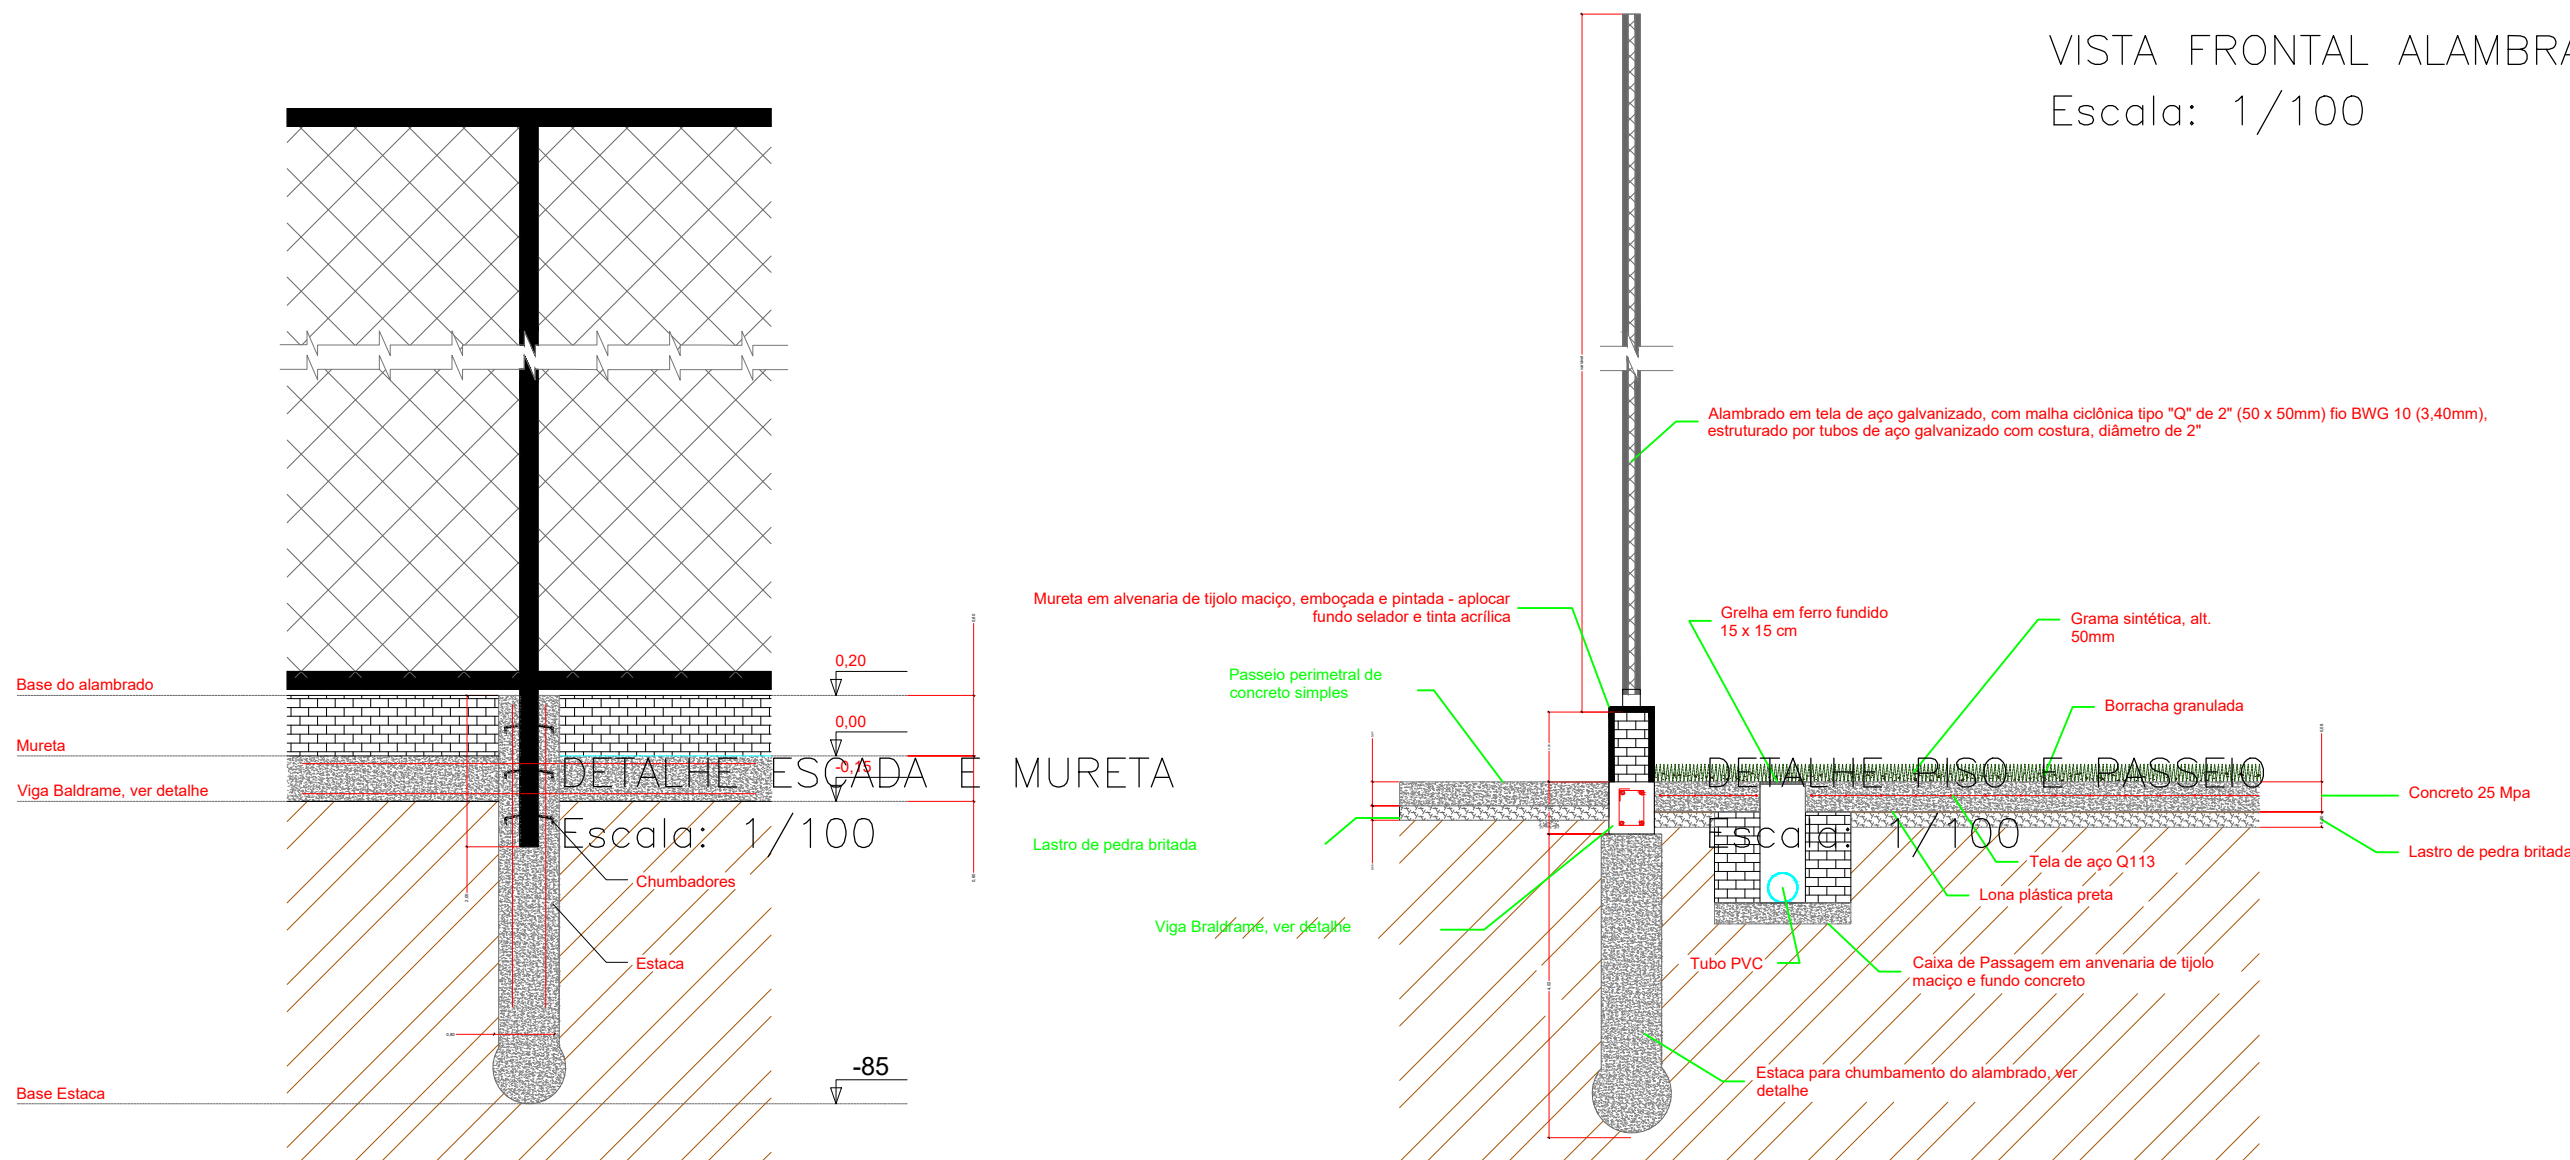 VISTA FRONTAL ALAMBRA
Escala: 1/100
Alambrado em tela de aço galvanizado, com malha ciclônica tipo "Q" de 2" (50 x 50mm) fio BWG 10 (3,40mm),
estruturado por tubos de aço galvanizado com costura, diâmetro de 2"
Mureta em alvenaria de tijolo maciço, emboçada e pintada - aplocar
fundo selador e tinta acrílica
Grelha em ferro fundido
15 x 15 cm
Grama sintética, alt.
50mm
Passeio perimetral de
concreto simples
Borracha granulada
Base do alambrado
0,20
Mureta
0,00
Viga Baldrame, ver detalhe
-0,15
DETALHE ESCADA E MURETA
Escala: 1/100
DETALHE PISO E PASSEIO
Escala: 1/100
Concreto 25 Mpa
Lastro de pedra britada
Lastro de pedra britada
Tela de aço Q113
Lona plástica preta
Chumbadores
Viga Braldrame, ver detalhe
Estaca
Tubo PVC
Caixa de Passagem em anvenaria de tijolo
maciço e fundo concreto
Estaca para chumbamento do alambrado, ver
detalhe
-85
Base Estaca